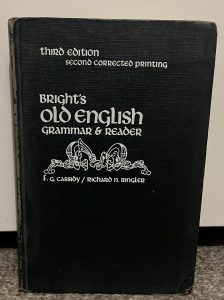 Third Edition
Second Corrected Printing
Bright's
Old English
Grammar & Reader
F. G. Cassidy / Richard N. Ringler